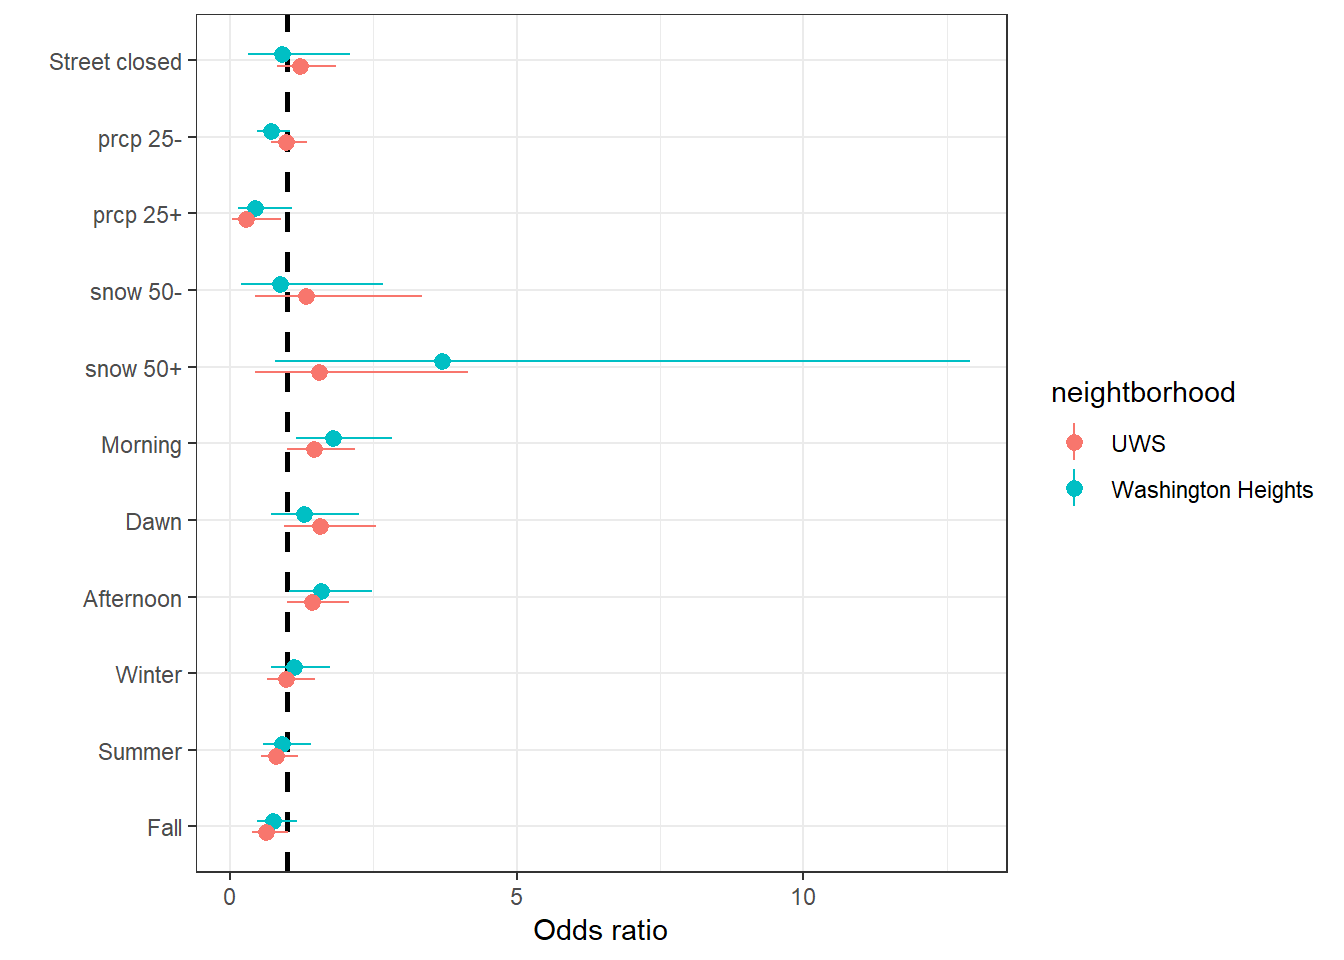 Street closed
prcp 25-
prcp 25+
snow 50-
snow 50+
Morning
Dawn
Afternoon
Winter
Summer
Fall
0 5 10
Odds ratio
neightborhood
UWS
Washington Heights